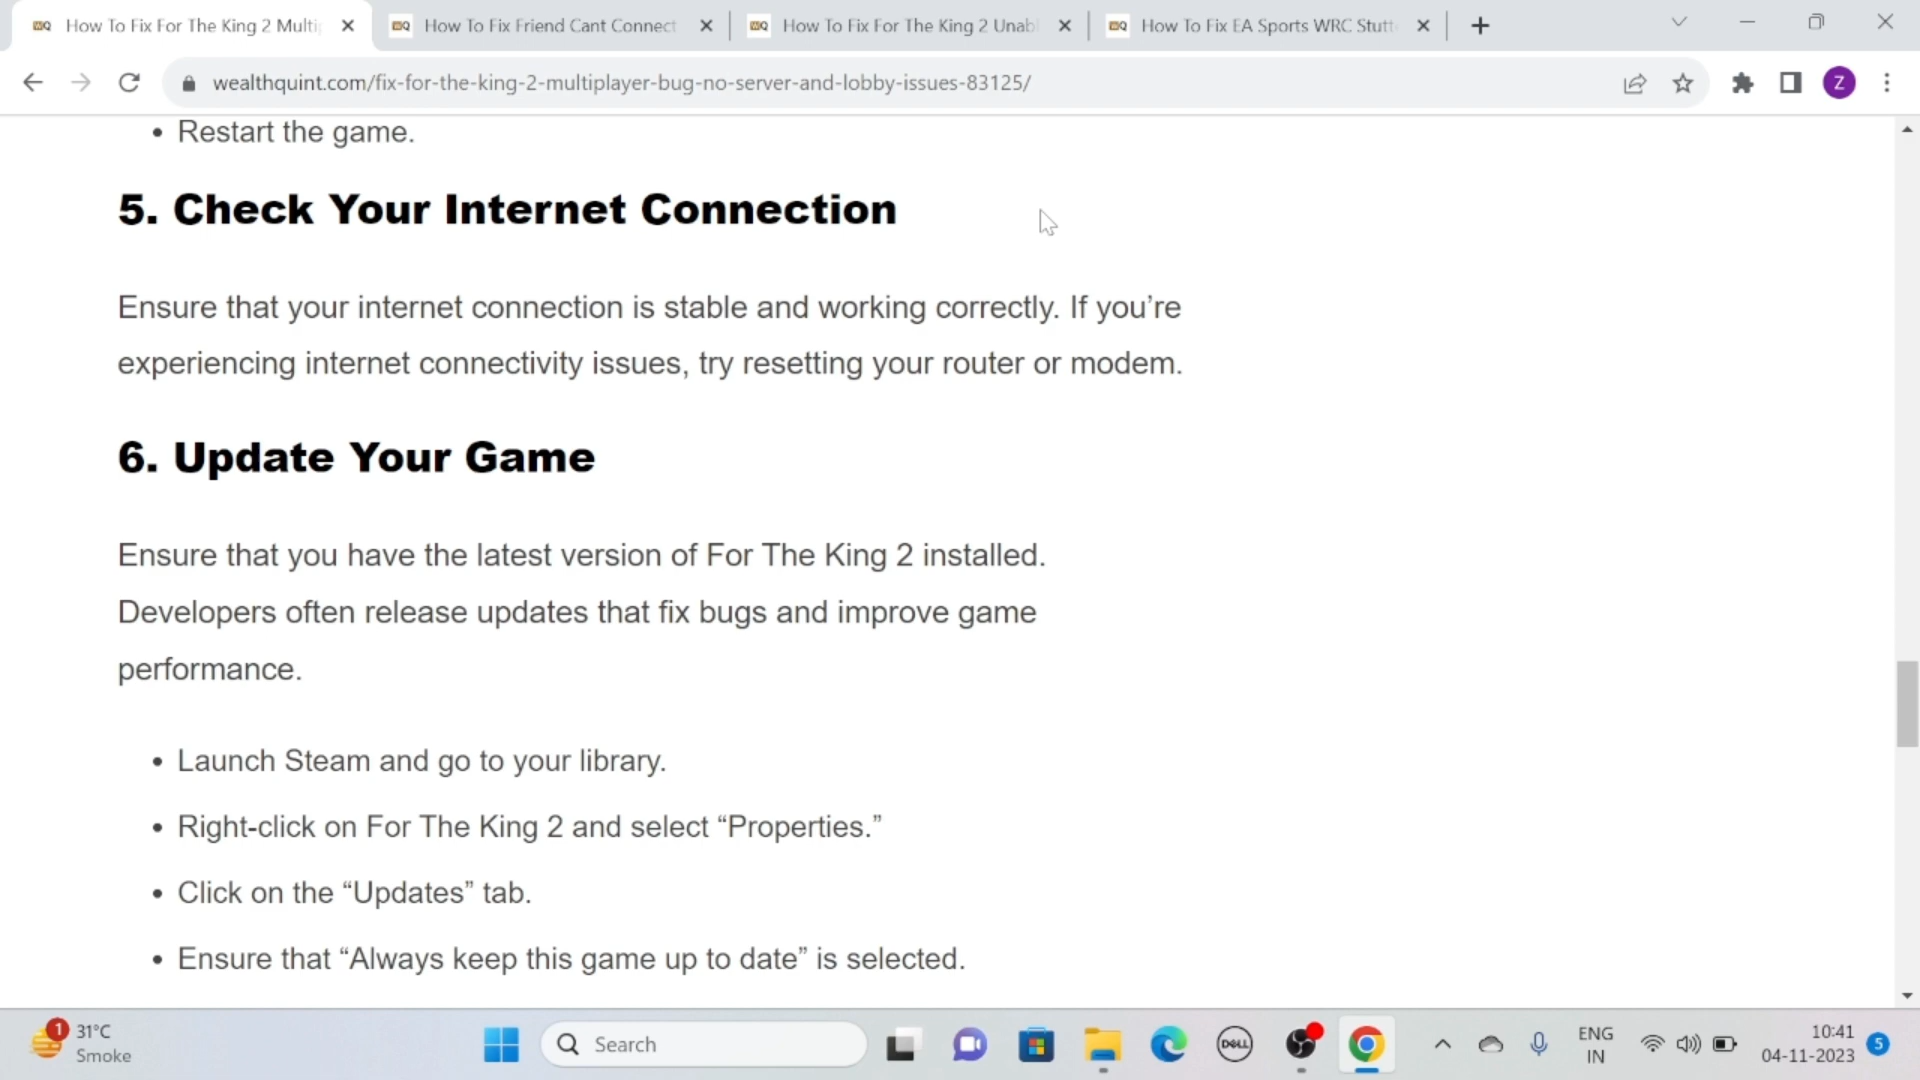 How To Fix For The King 2 Multip
How To Fix Friend Cant Connect
How To Fix For The King 2 Unab
How To Fix EA Sports WRC Stutt
wealthquint.com/fix-for-the-king-2-multiplayer-bug-no-server-and-lobby-issues-83125/
Z
• Restart the game.
5. Check Your Internet Connection
Ensure that your internet connection is stable and working correctly. If you’re
experiencing internet connectivity issues, try resetting your router or modem.
6. Update Your Game
Ensure that you have the latest version of For The King 2 installed.
Developers often release updates that fix bugs and improve game
performance.
• Launch Steam and go to your library.
• Right-click on For The King 2 and select “Properties.”
• Click on the “Updates” tab.
• Ensure that “Always keep this game up to date” is selected.
1
31°C
Smoke
Search
DELL
ENG
IN
10:41
04-11-2023
5